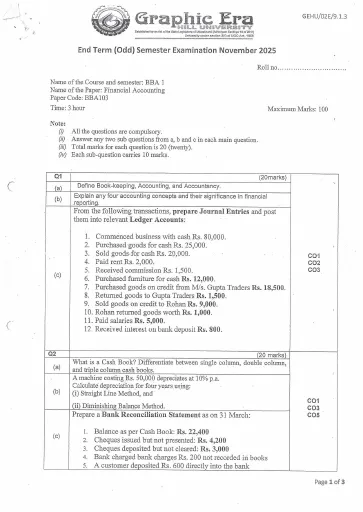 GEHU/02E/9.1.3
Graphic Era
HILL UNIVERSITY
End Term (Odd) Semester Examination November 2025
Roll no..............................
Name of the Course and semester: BBA 1
Name of the Paper: Financial Accounting
Paper Code: BBA103
Time: 3 hour
Maximum Marks: 100
Note:
(i) All the questions are compulsory.
(ii) Answer any two sub questions from a, b and c in each main question.
(iii) Total marks for each question is 20 (twenty).
(iv) Each sub-question carries 10 marks.
Q1
(20marks)
(a) Define Book-keeping, Accounting, and Accountancy.
(b) Explain any four accounting concepts and their significance in financial
reporting.
(c)
From the following transactions, prepare Journal Entries and post
them into relevant Ledger Accounts:
1. Commenced business with cash Rs. 80,000.
2. Purchased goods for cash Rs. 25,000.
3. Sold goods for cash Rs. 20,000.
4. Paid rent Rs. 2,000.
5. Received commission Rs. 1,500.
6. Purchased furniture for cash Rs. 12,000.
7. Purchased goods on credit from M/s. Gupta Traders Rs. 18,500.
8. Returned goods to Gupta Traders Rs. 1,500.
9. Sold goods on credit to Rohan Rs. 9,000.
10. Rohan returned goods worth Rs. 1,000.
11. Paid salaries Rs. 5,000.
12. Received interest on bank deposit Rs. 800.
CO1
CO2
CO3
Q2
(20 marks)
(a) What is a Cash Book? Differentiate between single column, double column,
and triple column cash books.
(b)
A machine costing Rs. 50,000 depreciates at 10% p.a.
Calculate depreciation for four years using:
(i) Straight Line Method, and
(ii) Diminishing Balance Method.
(c)
Prepare a Bank Reconciliation Statement as on 31 March:
1. Balance as per Cash Book: Rs. 22,400
2. Cheques issued but not presented: Rs. 4,200
3. Cheques deposited but not cleared: Rs. 3,000
4. Bank charged bank charges Rs. 200 not recorded in books
5. A customer deposited Rs. 600 directly into the bank
CO1
CO3
CO3
Page 1 of 3